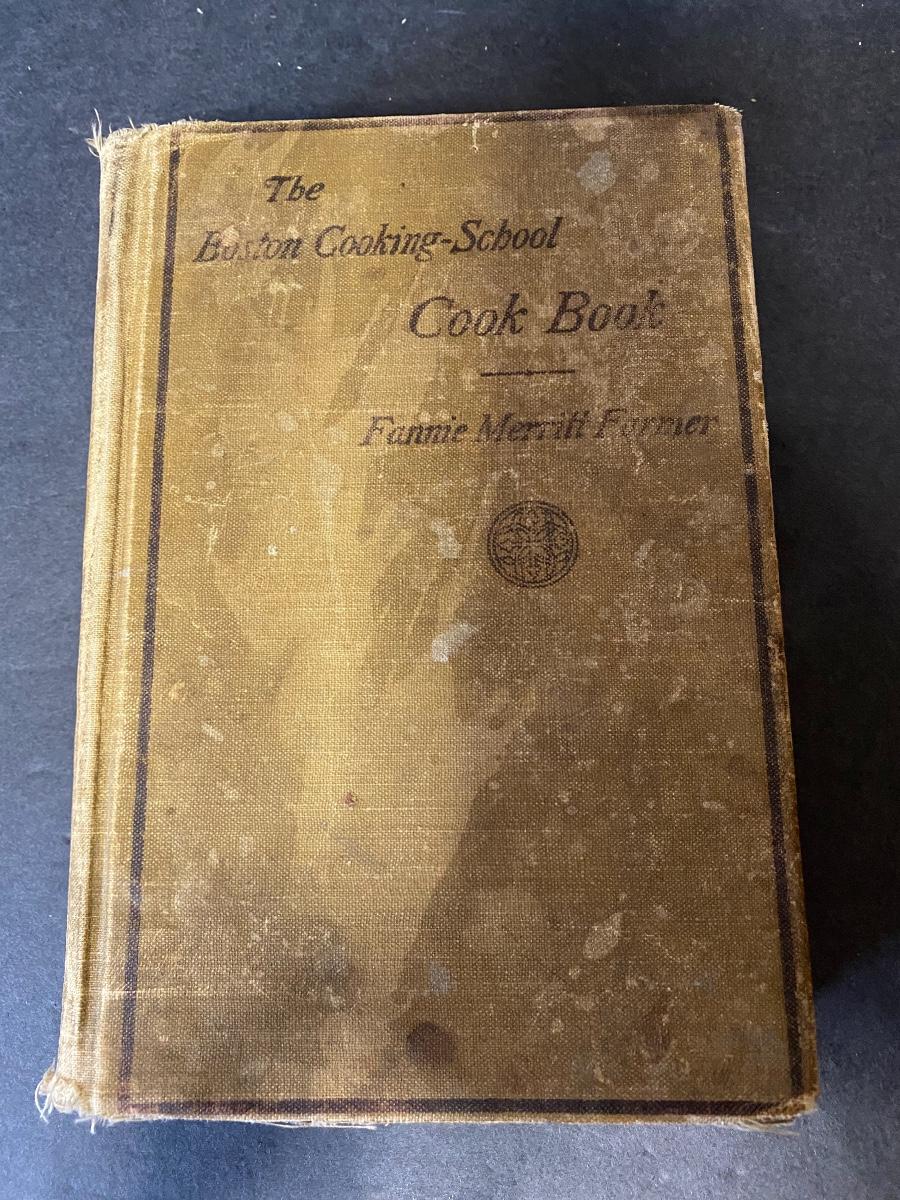 The
Boston Cooking-School
Cook Book
Fannie Merritt Farmer